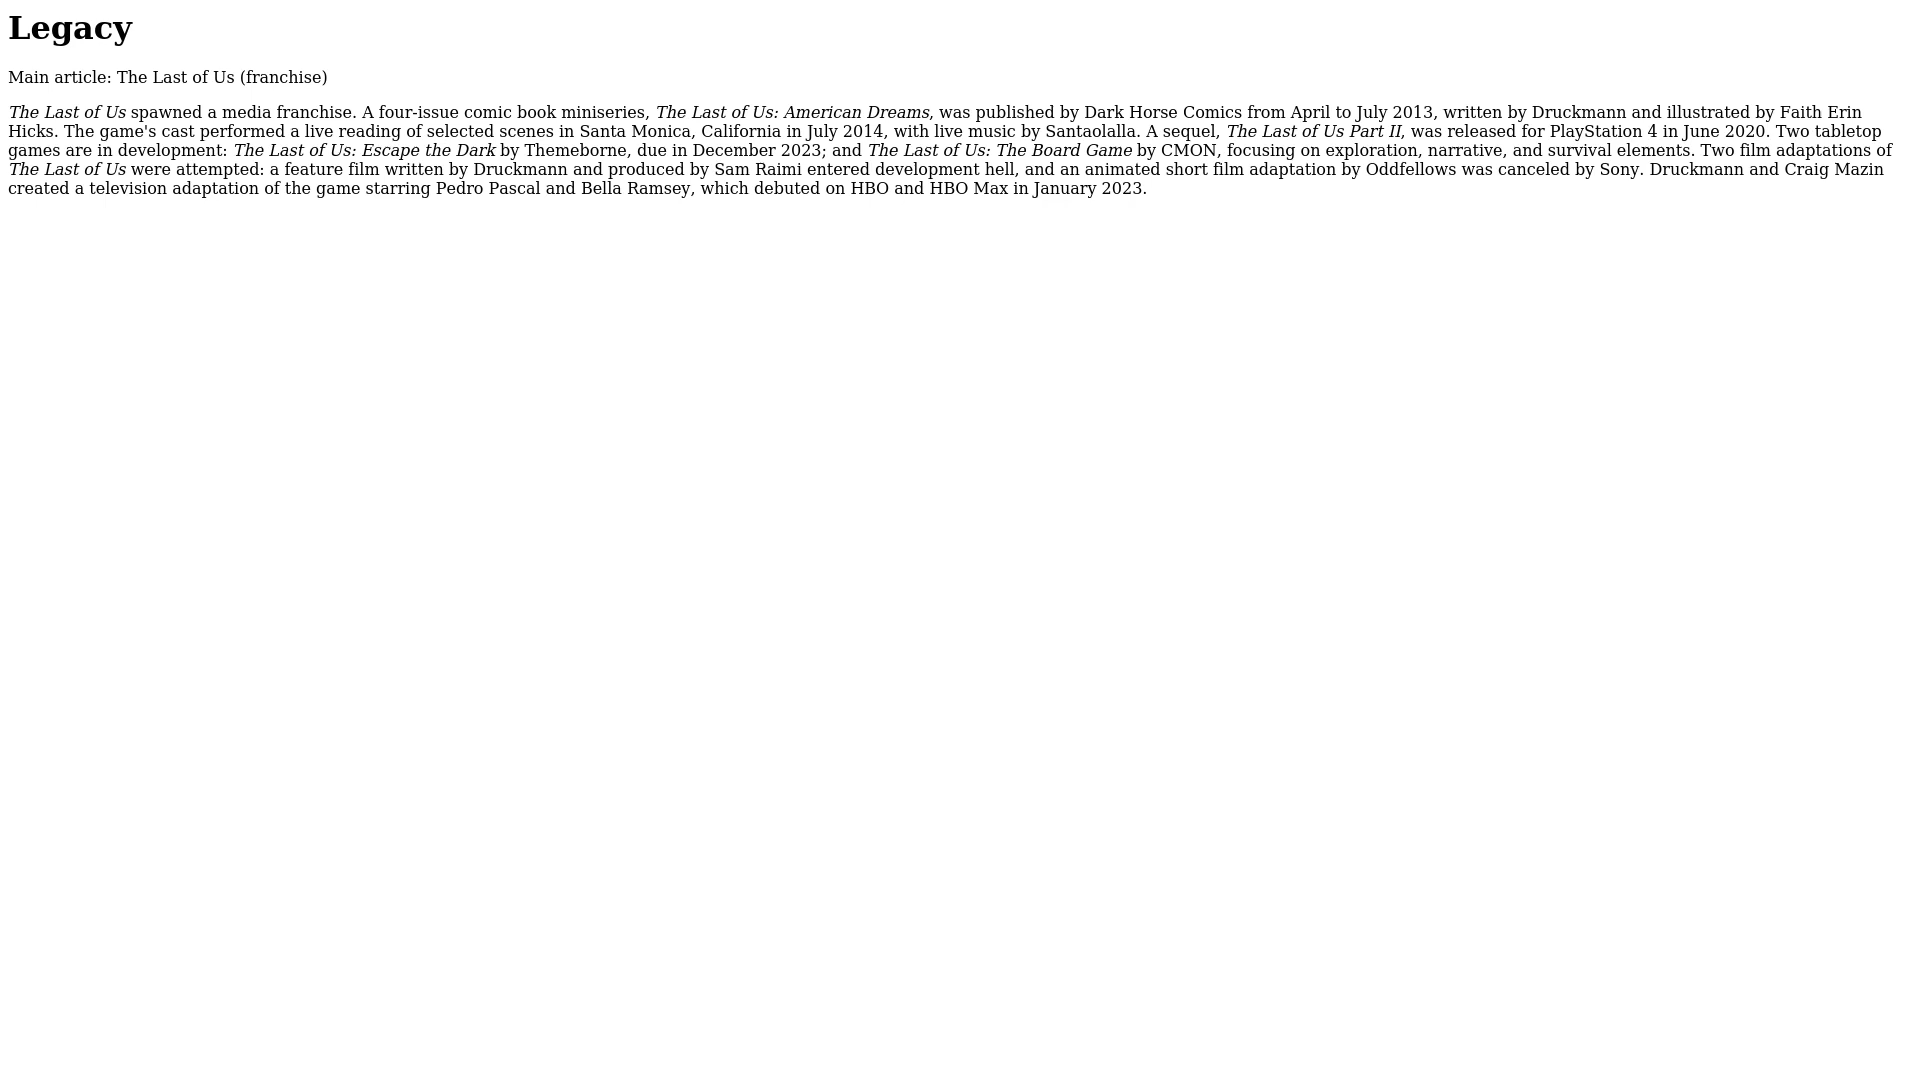 Legacy
Main article: The Last of Us (franchise)
The Last of Us spawned a media franchise. A four-issue comic book miniseries, The Last of Us: American Dreams, was published by Dark Horse Comics from April to July 2013, written by Druckmann and illustrated by Faith Erin
Hicks. The game's cast performed a live reading of selected scenes in Santa Monica, California in July 2014, with live music by Santaolalla. A sequel, The Last of Us Part II, was released for PlayStation 4 in June 2020. Two tabletop
games are in development: The Last of Us: Escape the Dark by Themeborne, due in December 2023; and The Last of Us: The Board Game by CMON, focusing on exploration, narrative, and survival elements. Two film adaptations of
The Last of Us were attempted: a feature film written by Druckmann and produced by Sam Raimi entered development hell, and an animated short film adaptation by Oddfellows was canceled by Sony. Druckmann and Craig Mazin
created a television adaptation of the game starring Pedro Pascal and Bella Ramsey, which debuted on HBO and HBO Max in January 2023.